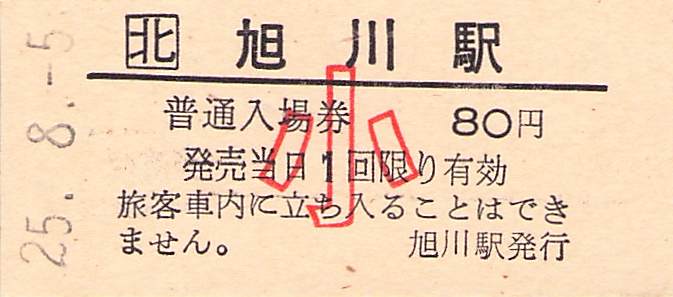 北 旭川駅
普通入場券 80円
小
発売当日1回限り有効
旅客車内に立ち入ることはでき
ません。 旭川駅発行
25. 8. -5